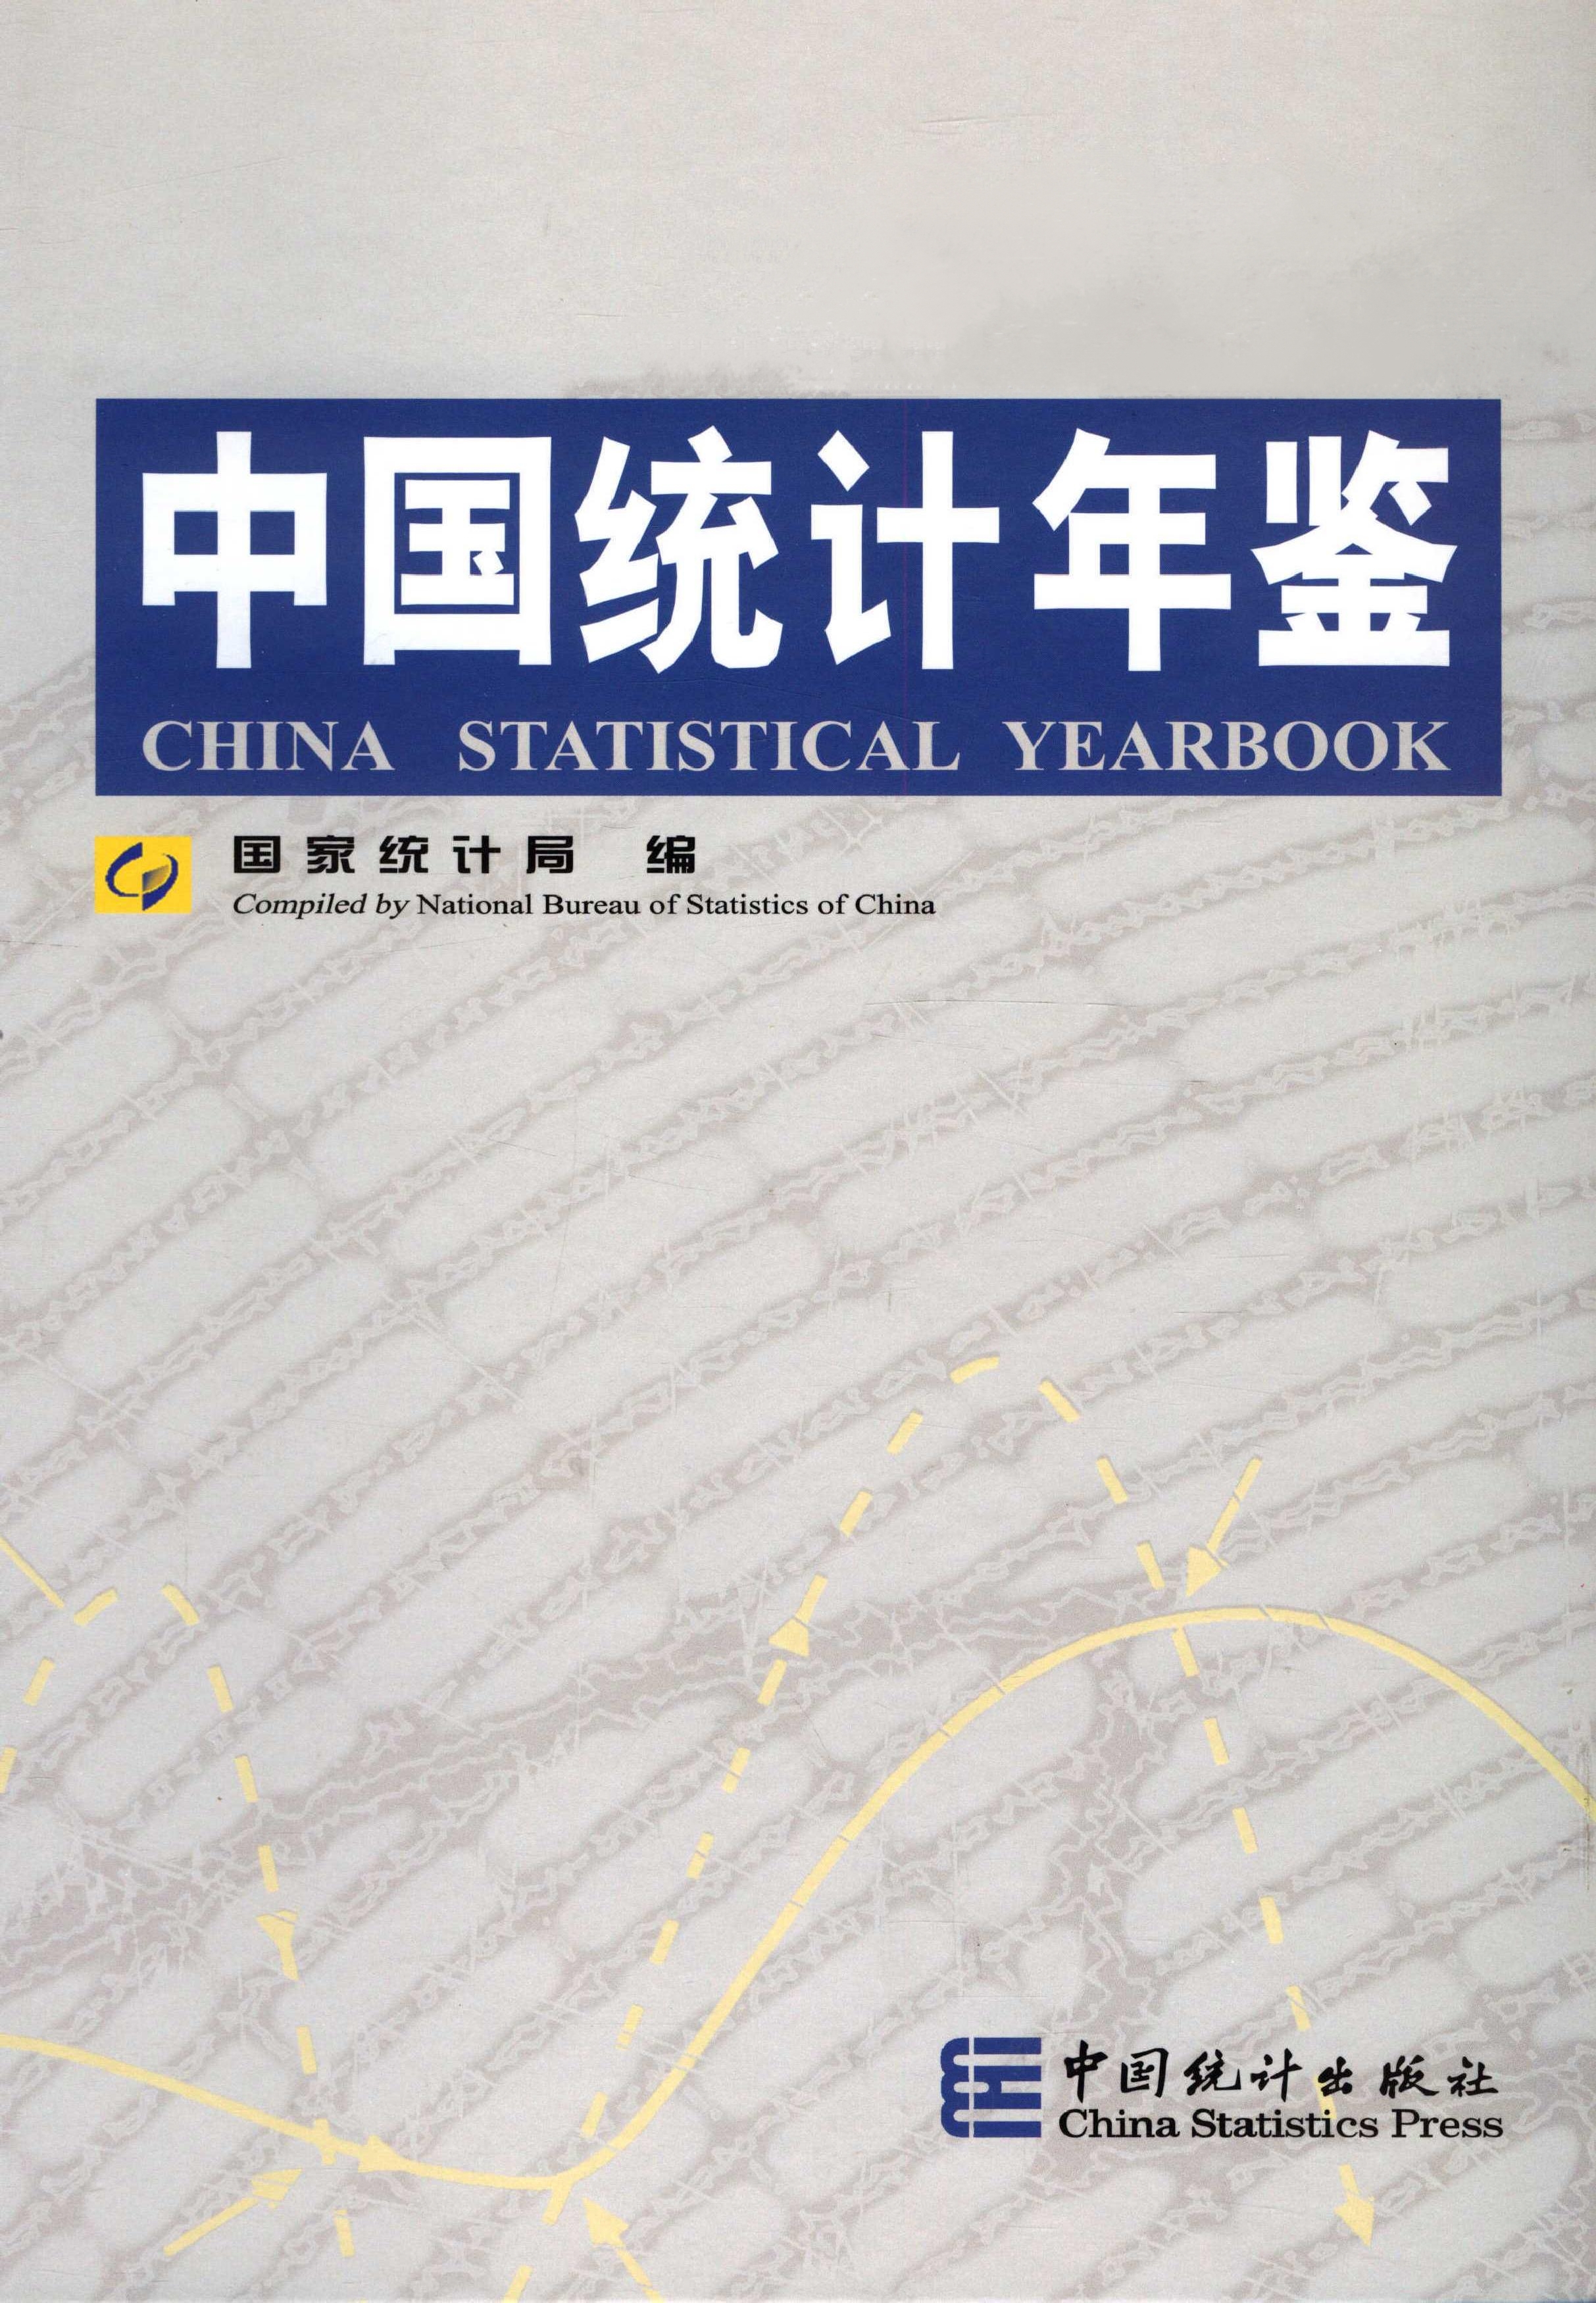 中国统计年鉴
CHINA STATISTICAL YEARBOOK
国家统计局 编
Compiled by National Bureau of Statistics of China
中国统计出版社
China Statistics Press